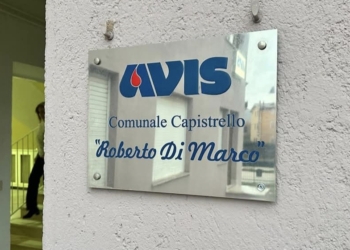 AVIS
Comunale Capistrello
"Roberto Di Marco"